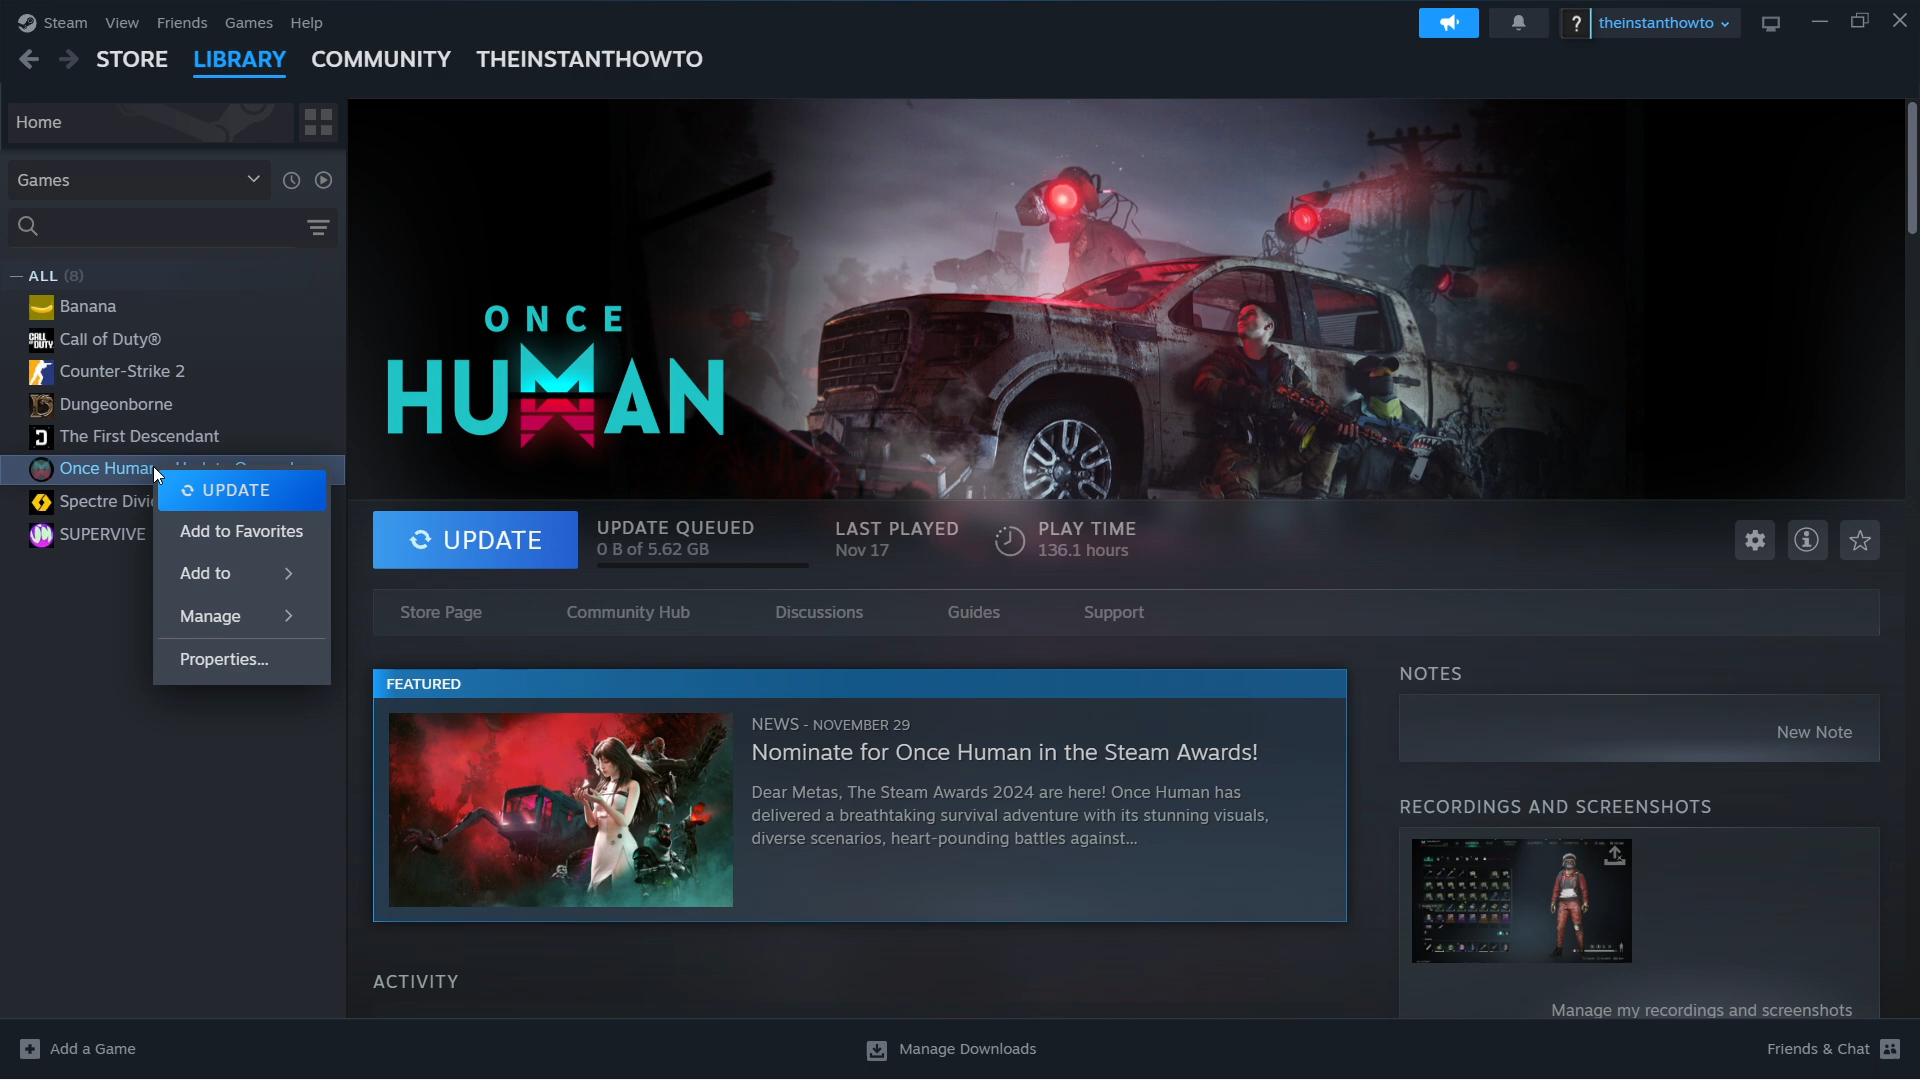 Steam View Friends Games Help
? theinstanthowto
STORE LIBRARY COMMUNITY THEINSTANTHOWTO
Home
Games
— ALL (8)
Banana
CALL OF DUTY Call of Duty®
Counter-Strike 2
Dungeonborne
The First Descendant
Once Human
Spectre Divi
SUPERVIVE
UPDATE
Add to Favorites
Add to
Manage
Properties...
ONCE
HUMAN
UPDATE
UPDATE QUEUED
0 B of 5.62 GB
LAST PLAYED
Nov 17
PLAY TIME
136.1 hours
Store Page Community Hub Discussions Guides Support
FEATURED
NEWS - NOVEMBER 29
Nominate for Once Human in the Steam Awards!
Dear Metas, The Steam Awards 2024 are here! Once Human has
delivered a breathtaking survival adventure with its stunning visuals,
diverse scenarios, heart-pounding battles against...
ACTIVITY
NOTES
New Note
RECORDINGS AND SCREENSHOTS
Manage my recordings and screenshots
Add a Game
Manage Downloads
Friends & Chat